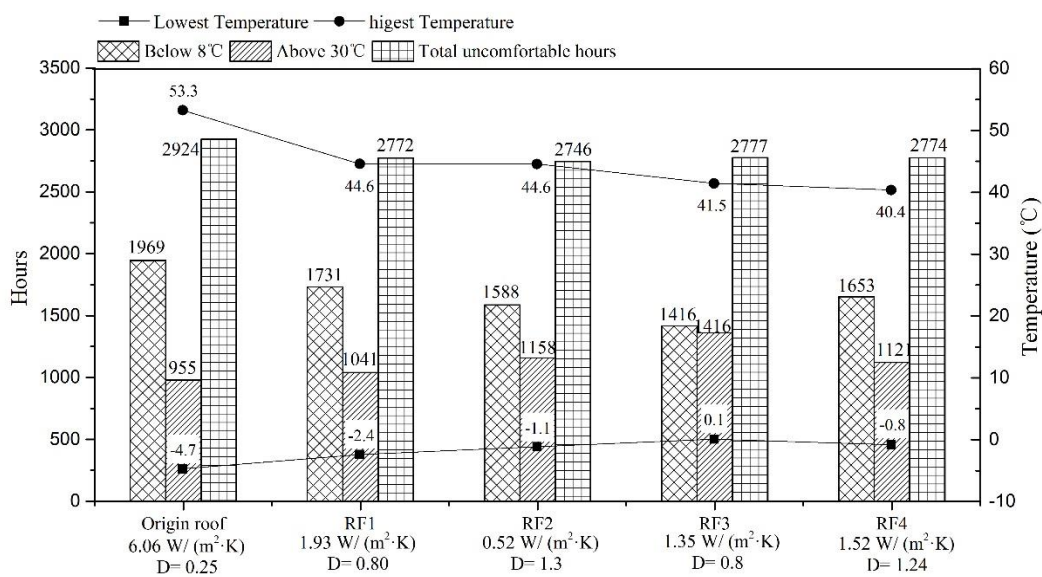 Lowest Temperature higest Temperature
Below 8℃ Above 30℃ Total uncomfortable hours
3500
3000
2500
2000
1500
1000
500
0
Hours
60
50
40
30
20
10
0
-10
Temperature (℃)
53.3
2924
1969
955
-4.7
44.6
2772
1731
1041
-2.4
44.6
2746
1588
1158
-1.1
41.5
2777
1416
1416
0.1
40.4
2774
1653
1121
-0.8
Origin roof
6.06 W/ (m²·K)
D= 0.25
RF1
1.93 W/ (m²·K)
D= 0.80
RF2
0.52 W/ (m²·K)
D= 1.3
RF3
1.35 W/ (m²·K)
D= 0.8
RF4
1.52 W/ (m²·K)
D= 1.24